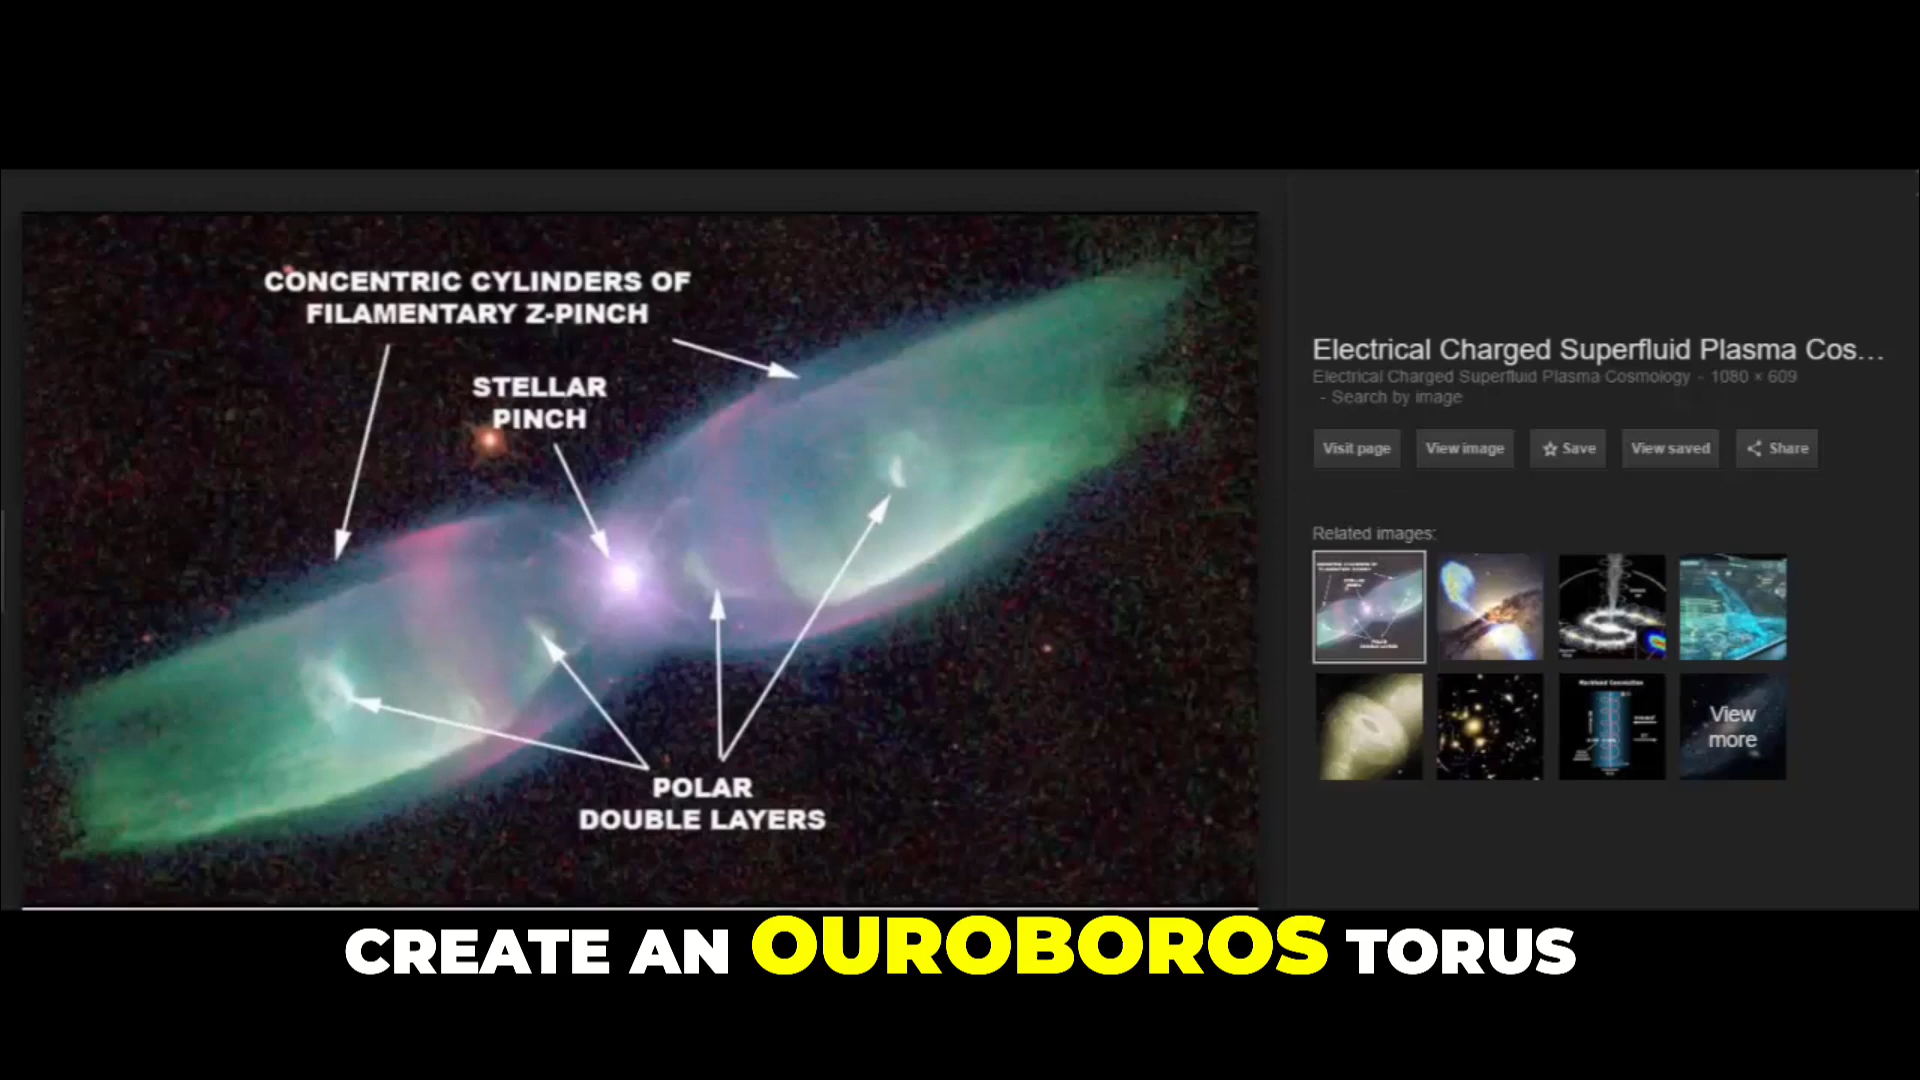 CONCENTRIC CYLINDERS OF
FILAMENTARY Z-PINCH
STELLAR
PINCH
POLAR
DOUBLE LAYERS
Electrical Charged Superfluid Plasma Cos...
Electrical Charged Superfluid Plasma Cosmology - 1080 × 609
- Search by image
Visit page
View image
Save
View saved
Share
Related images:
View
more
CREATE AN OUROBOROS TORUS